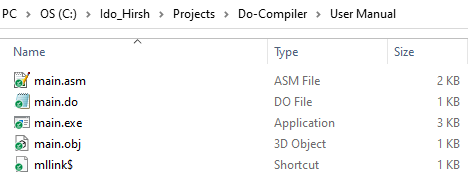 PC > OS (C:) > Ido_Hirsh > Projects > Do-Compiler > User Manual
Name Type Size
main.asm ASM File 2 KB
main.do DO File 1 KB
main.exe Application 3 KB
main.obj 3D Object 1 KB
mllink$ Shortcut 1 KB